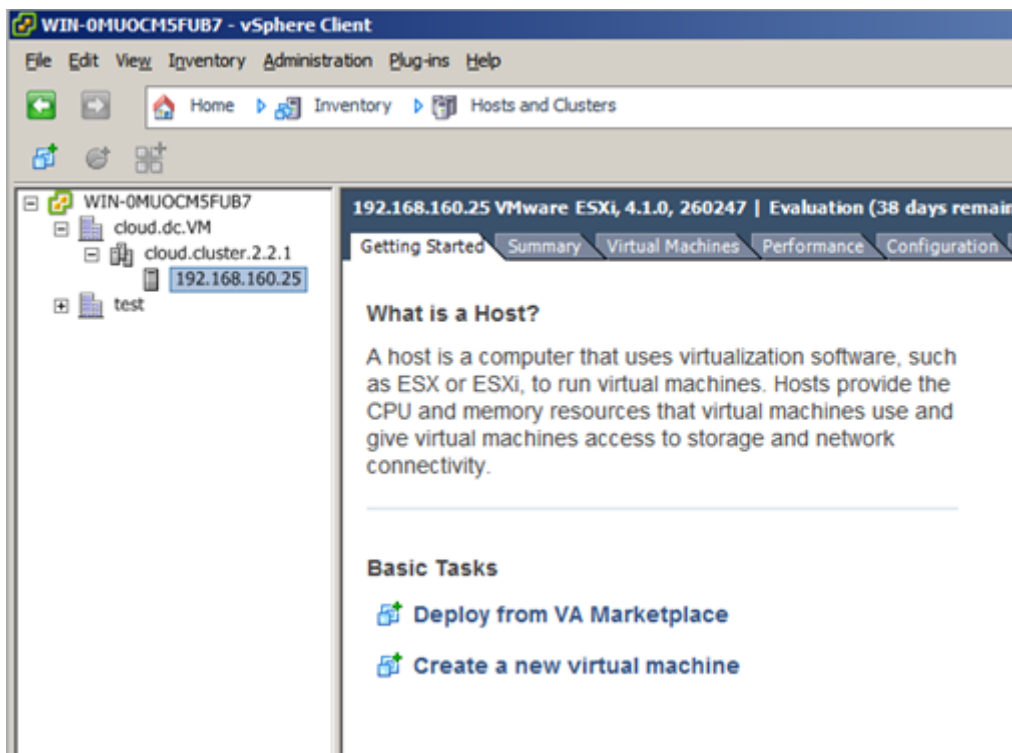 WIN-0MUOCM5FUB7 - vSphere Client
File Edit View Inventory Administration Plug-ins Help
Home Inventory Hosts and Clusters
WIN-0MUOCM5FUB7
cloud.dc.VM
cloud.cluster.2.2.1
192.168.160.25
test
192.168.160.25 VMware ESXi, 4.1.0, 260247 | Evaluation (38 days remain
Getting Started Summary Virtual Machines Performance Configuration
What is a Host?
A host is a computer that uses virtualization software, such
as ESX or ESXi, to run virtual machines. Hosts provide the
CPU and memory resources that virtual machines use and
give virtual machines access to storage and network
connectivity.
Basic Tasks
Deploy from VA Marketplace
Create a new virtual machine